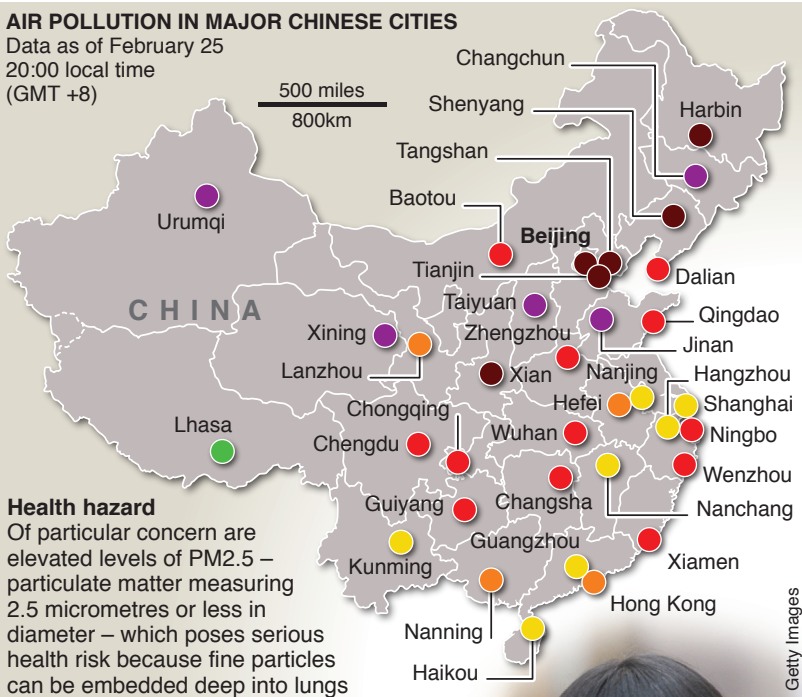 AIR POLLUTION IN MAJOR CHINESE CITIES
Data as of February 25
20:00 local time
(GMT +8)
500 miles
800km
Changchun
Shenyang
Harbin
Tangshan
Baotou
Urumqi
Beijing
Tianjin
Dalian
CHINA
Taiyuan
Qingdao
Xining
Zhengzhou
Jinan
Lanzhou
Xian
Nanjing
Hangzhou
Hefei
Shanghai
Chongqing
Lhasa
Chengdu
Wuhan
Ningbo
Wenzhou
Guiyang
Changsha
Nanchang
Guangzhou
Kunming
Xiamen
Hong Kong
Nanning
Haikou
Health hazard
Of particular concern are
elevated levels of PM2.5 –
particulate matter measuring
2.5 micrometres or less in
diameter – which poses serious
health risk because fine particles
can be embedded deep into lungs
Getty Images